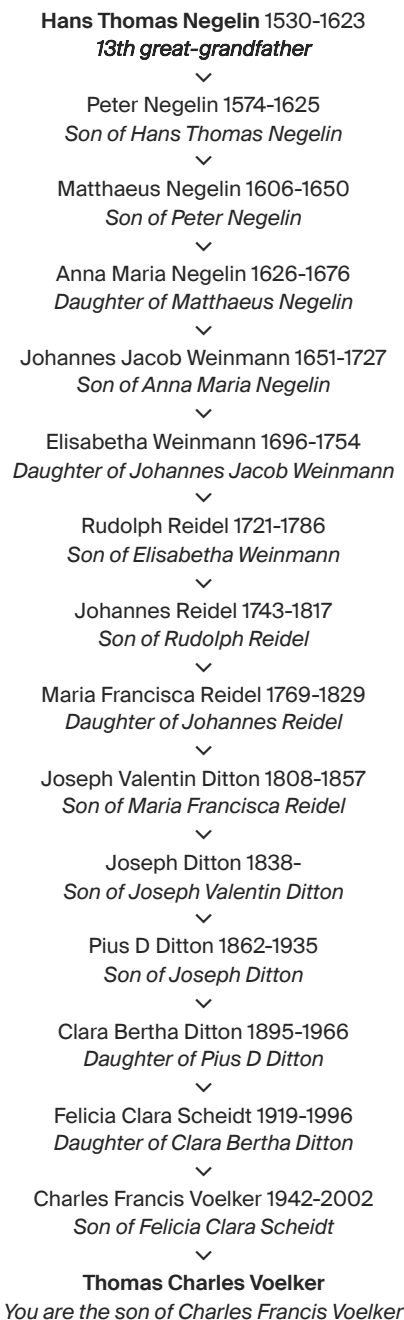 Hans Thomas Negelin 1530-1623
13th great-grandfather
Peter Negelin 1574-1625
Son of Hans Thomas Negelin
Matthaeus Negelin 1606-1650
Son of Peter Negelin
Anna Maria Negelin 1626-1676
Daughter of Matthaeus Negelin
Johannes Jacob Weinmann 1651-1727
Son of Anna Maria Negelin
Elisabetha Weinmann 1696-1754
Daughter of Johannes Jacob Weinmann
Rudolph Reidel 1721-1786
Son of Elisabetha Weinmann
Johannes Reidel 1743-1817
Son of Rudolph Reidel
Maria Francisca Reidel 1769-1829
Daughter of Johannes Reidel
Joseph Valentin Ditton 1808-1857
Son of Maria Francisca Reidel
Joseph Ditton 1838-
Son of Joseph Valentin Ditton
Pius D Ditton 1862-1935
Son of Joseph Ditton
Clara Bertha Ditton 1895-1966
Daughter of Pius D Ditton
Felicia Clara Scheidt 1919-1996
Daughter of Clara Bertha Ditton
Charles Francis Voelker 1942-2002
Son of Felicia Clara Scheidt
Thomas Charles Voelker
You are the son of Charles Francis Voelker